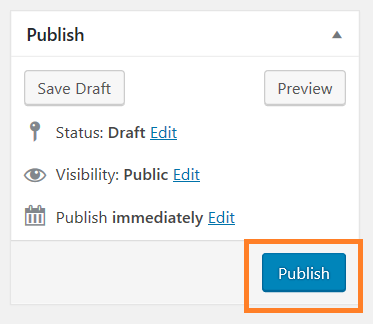 Publish
Save Draft Preview
Status: Draft Edit
Visibility: Public Edit
Publish immediately Edit
Publish